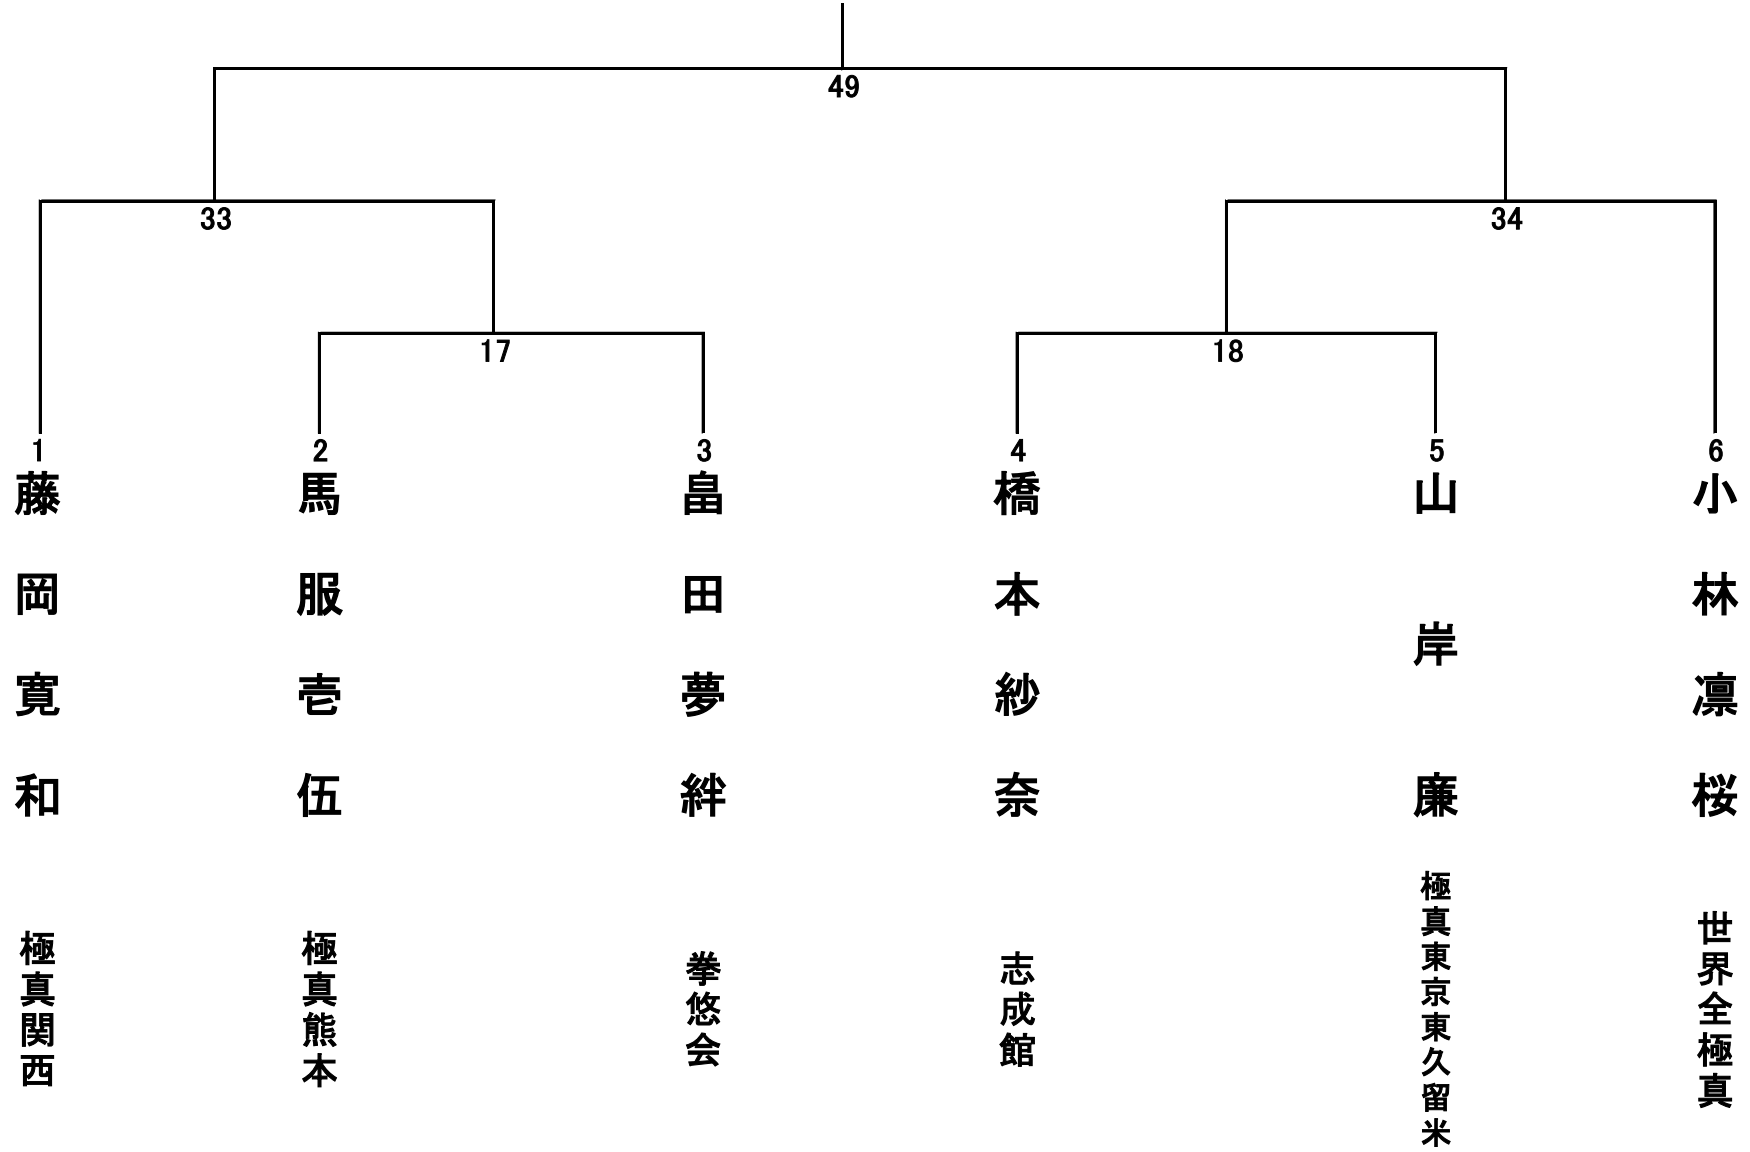 49
33
34
17
18
1
藤岡寛和
極真関西
2
馬服壱伍
極真熊本
3
畠田夢絆
拳悠会
4
橋本紗奈
志成館
5
山岸廉
極真東京東久留米
6
小林凛桜
世界全極真